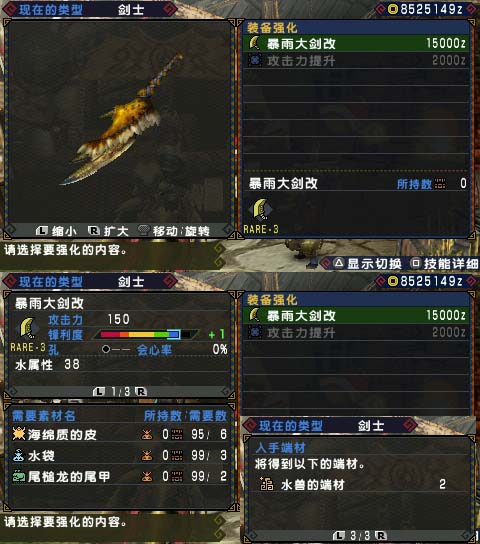 现在的类型 剑士
8525149z
装备强化
暴雨大剑改 15000z
攻击力提升 2000z
暴雨大剑改 所持数 0
RARE-3
L 缩小 R 扩大 移动/旋转
请选择要强化的内容。
△显示切换 □技能详细
现在的类型 剑士
8525149z
暴雨大剑改
攻击力 150
锋利度 +1
RARE-3
孔 ●—— 会心率 0%
水属性 38
L 1/3 R
装备强化
暴雨大剑改 15000z
攻击力提升 2000z
需要素材名 所持数/需要数
海绵质的皮 0 95/ 6
水袋 0 99/ 3
尾槌龙的尾甲 0 99/ 2
请选择要强化的内容。
现在的类型 剑士
入手端材
将得到以下的端材。
水兽的端材 2
L 3/3 R